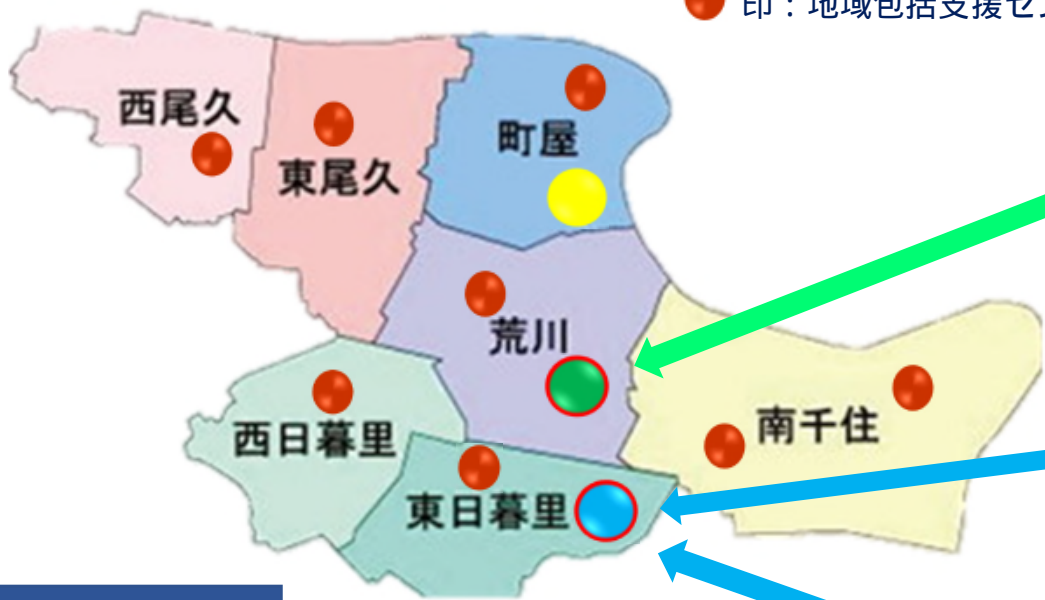 印：地域包括支援セ
西尾久
東尾久
町屋
荒川
西日暮里
南千住
東日暮里